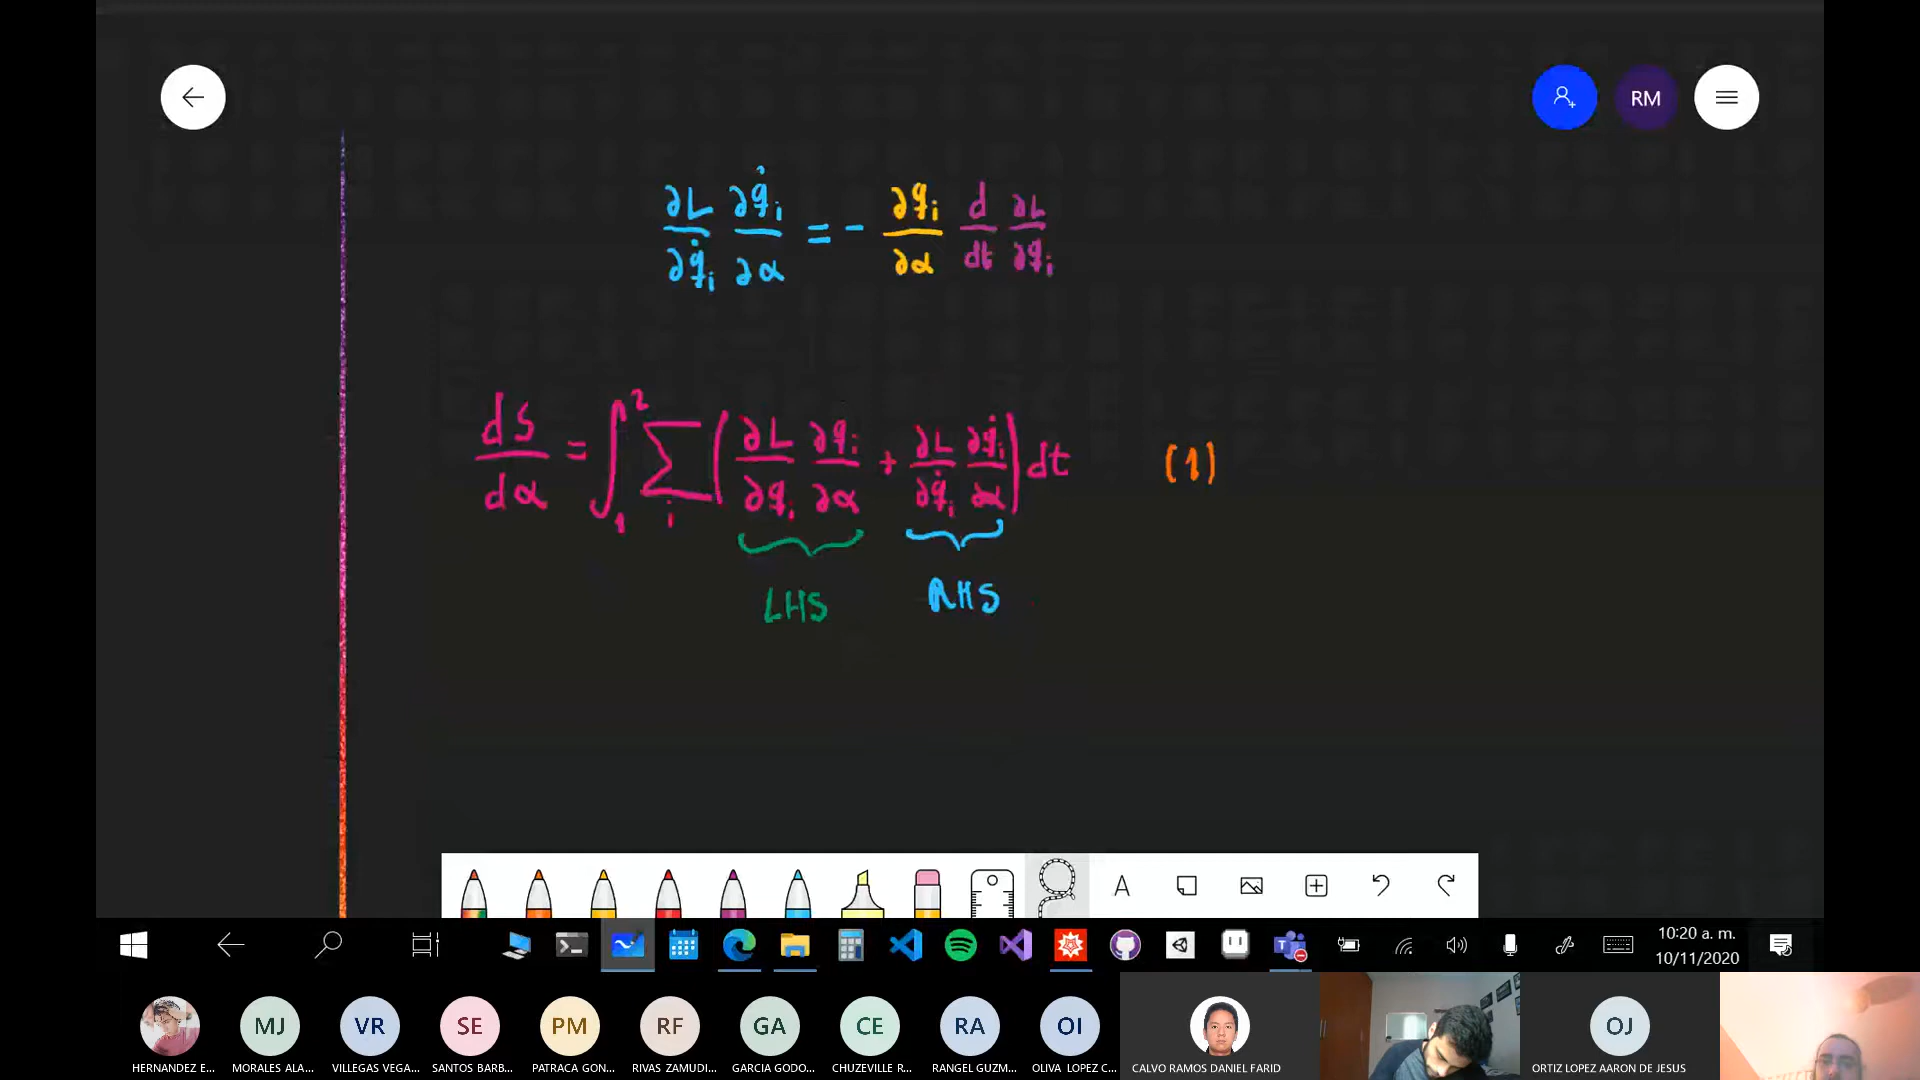 RM
∂L/∂q̇ᵢ ∂q̇ᵢ/∂α = - ∂qᵢ/∂α d/dt ∂L/∂q̇ᵢ
dS/dα = ∫₁² ∑ᵢ (∂L/∂qᵢ ∂qᵢ/∂α + ∂L/∂q̇ᵢ ∂q̇ᵢ/∂α) dt (1)
LHS RHS
A
10:20 a. m.
10/11/2020
MJ VR SE PM RF GA CE RA OI OJ
HERNANDEZ E... MORALES ALA... VILLEGAS VEGA... SANTOS BARB... PATRACA GON... RIVAS ZAMUDI... GARCIA GODO... CHUZEVILLE R... RANGEL GUZM... OLIVA LOPEZ C... CALVO RAMOS DANIEL FARID ORTIZ LOPEZ AARON DE JESUS